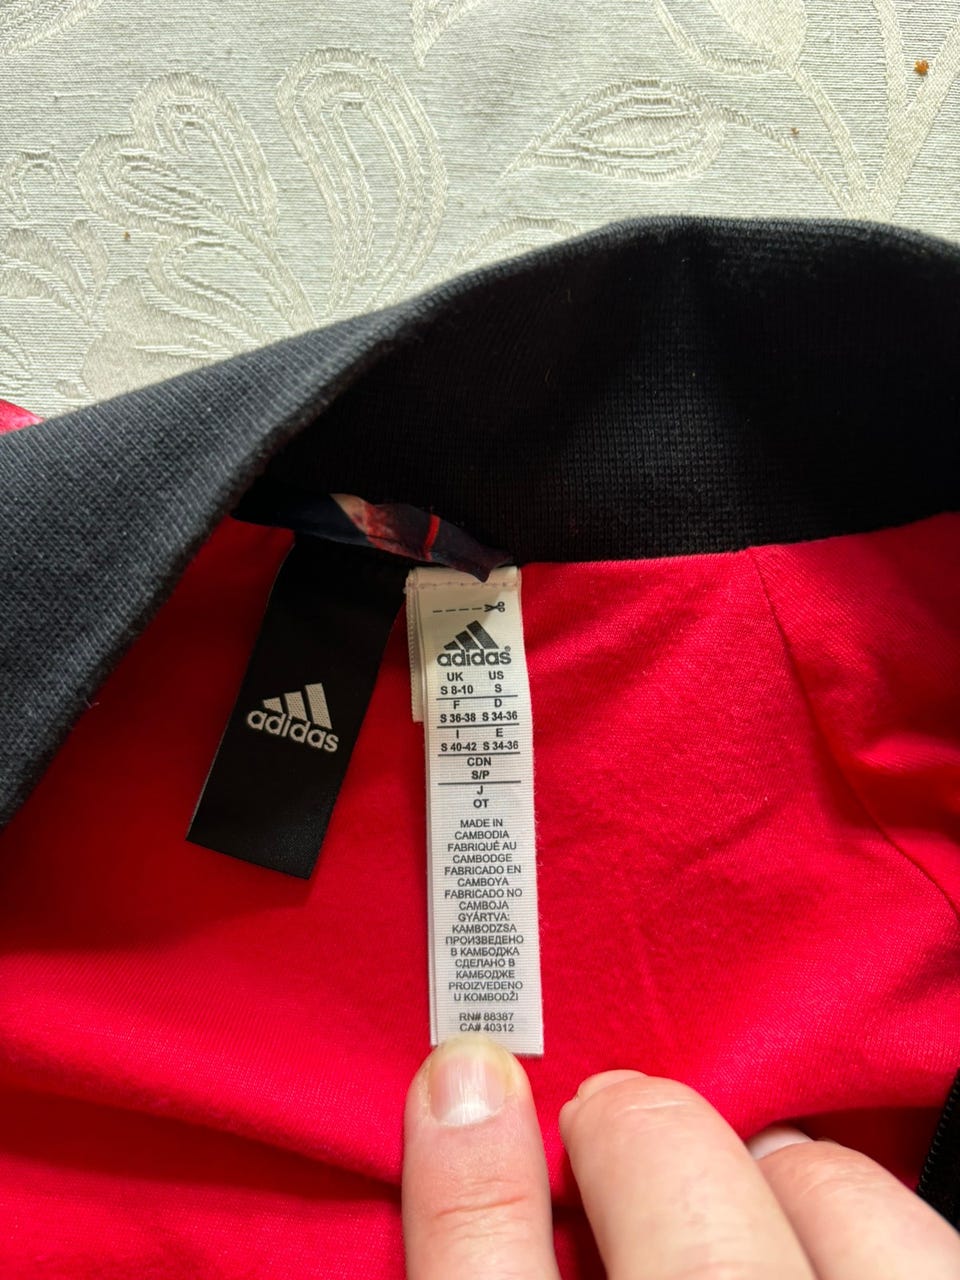 adidas
adidas
UK US
S 8-10 S
F D
S 36-38 S 34-36
I E
S 40-42 S 34-36
CDN
S/P
J
OT
MADE IN
CAMBODIA
FABRIQUÉ AU
CAMBODGE
FABRICADO EN
CAMBOYA
FABRICADO NO
CAMBOJA
GYÁRTVA:
KAMBODZSA
ПРОИЗВЕДЕНО
В КАМБОДЖА
СДЕЛАНО В
КАМБОДЖЕ
PROIZVEDENO
U KOMBODŽI
RN# 88387
CA# 40312